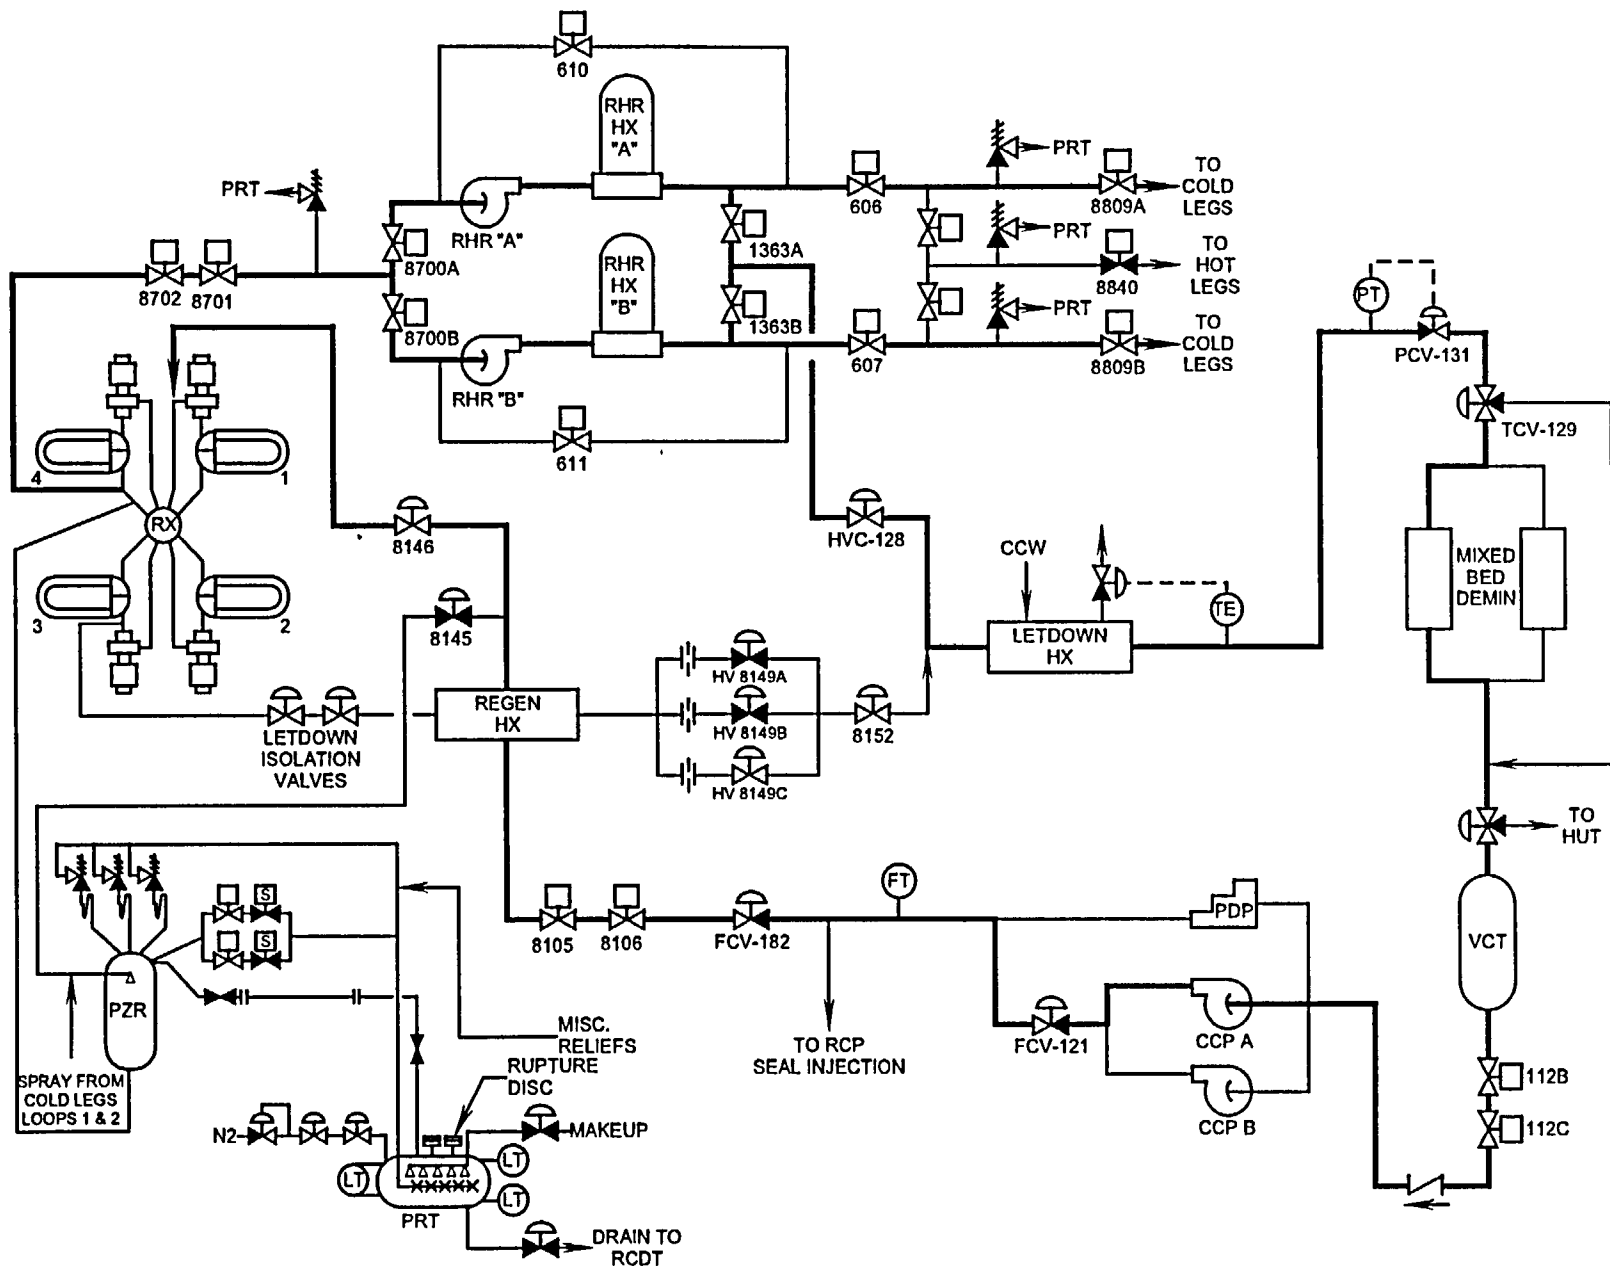 610
RHR
HX
"A"
PRT
PRT
TO
COLD
LEGS
606
8809A
RHR "A"
8700A
1363A
PRT
TO
HOT
LEGS
8840
8702
8701
RHR
HX
"B"
8700B
1363B
PRT
TO
COLD
LEGS
607
8809B
RHR "B"
611
PT
PCV-131
TCV-129
4
1
RX
3
2
8146
HVC-128
CCW
TE
LETDOWN
HX
MIXED
BED
DEMIN
8145
HV 8149A
REGEN
HX
HV 8149B
8152
HV 8149C
LETDOWN
ISOLATION
VALVES
TO
HUT
S
S
FT
PDP
8105
8106
FCV-182
VCT
PZR
MISC.
RELIEFS
RUPTURE
DISC
TO RCP
SEAL INJECTION
FCV-121
CCP A
CCP B
112B
112C
SPRAY FROM
COLD LEGS
LOOPS 1 & 2
N2
MAKEUP
LT
LT
LT
PRT
DRAIN TO
RCDT